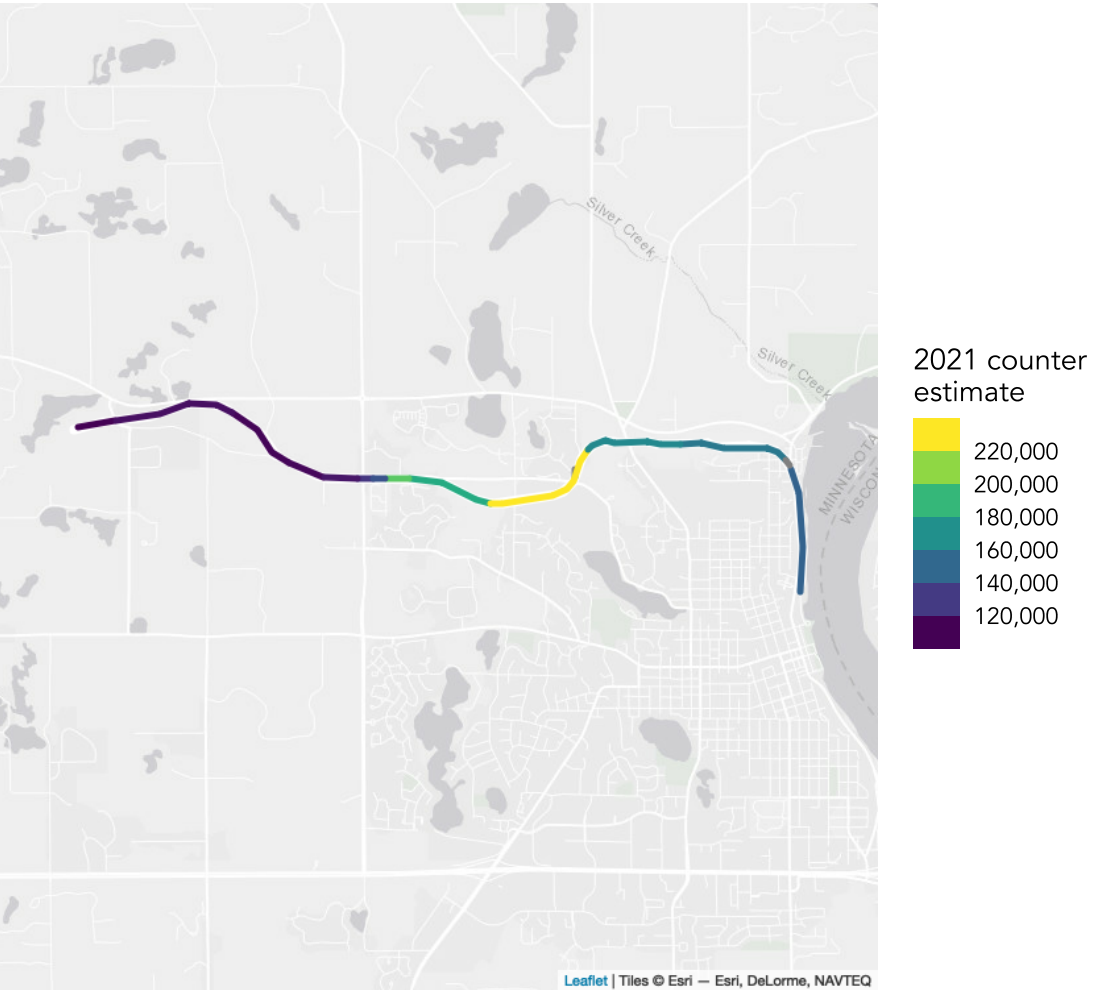 Silver Creek
Silver Creek
MINNESOTA
WISCON
2021 counter
estimate
220,000
200,000
180,000
160,000
140,000
120,000
Leaflet | Tiles © Esri — Esri, DeLorme, NAVTEQ